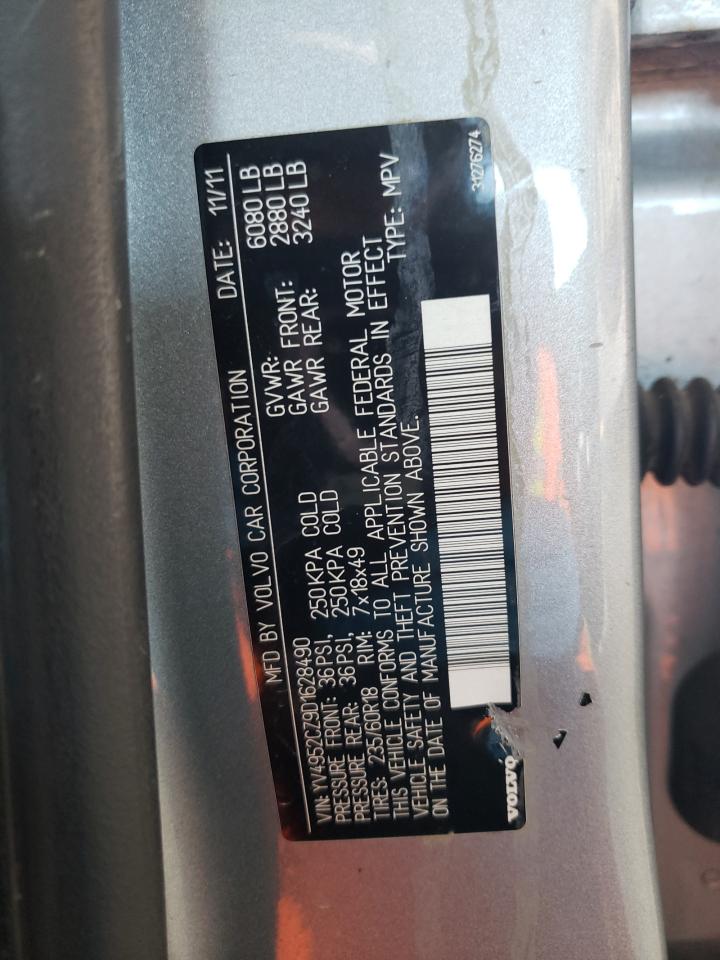 MFD BY VOLVO CAR CORPORATION DATE: 11/11
GVWR: 6080 LB
GAWR FRONT: 2880 LB
GAWR REAR: 3240 LB
VIN: YV4952CZ9D1628490
PRESSURE FRONT: 36PSI, 250KPA COLD
PRESSURE REAR: 36PSI, 250KPA COLD
TIRES: 235/60R18 RIM: 7x18x49
THIS VEHICLE CONFORMS TO ALL APPLICABLE FEDERAL MOTOR
VEHICLE SAFETY AND THEFT PREVENTION STANDARDS IN EFFECT
ON THE DATE OF MANUFACTURE SHOWN ABOVE. TYPE: MPV
VOLVO 31276274